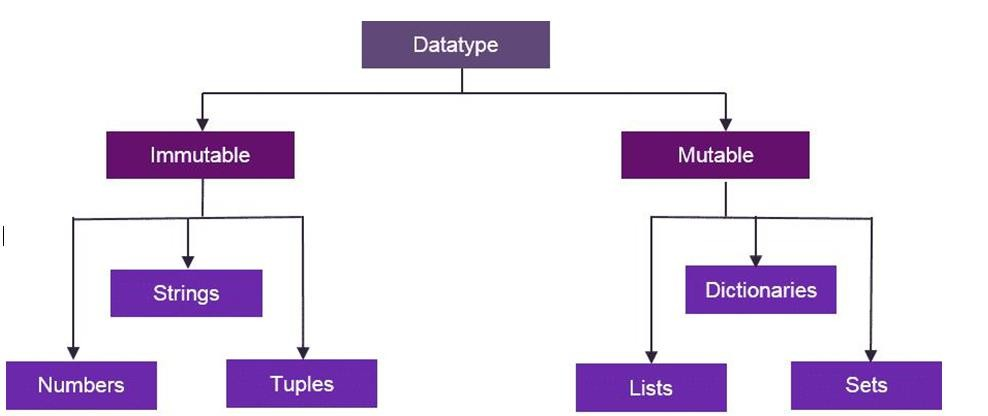 Datatype
Immutable
Mutable
Strings
Dictionaries
Numbers
Tuples
Lists
Sets